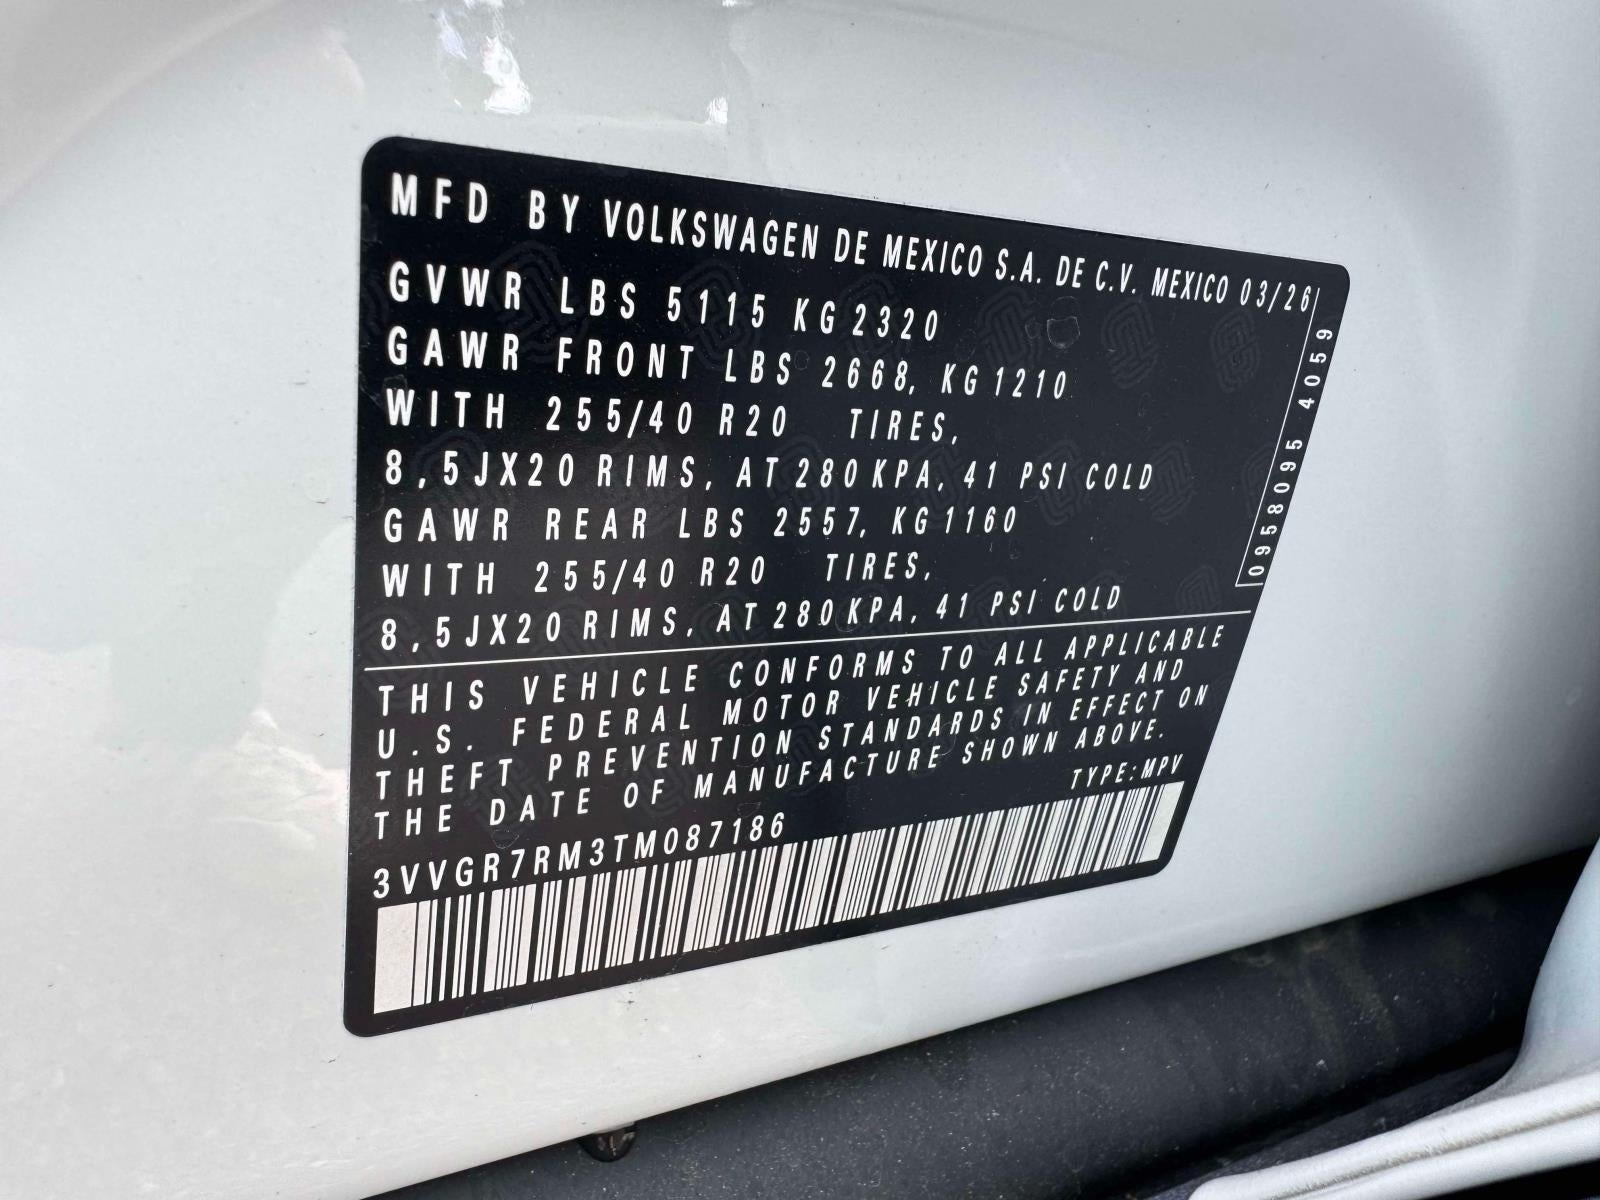 MFD BY VOLKSWAGEN DE MEXICO S.A. DE C.V. MEXICO 03/26
GVWR LBS 5115 KG 2320
GAWR FRONT LBS 2668, KG 1210
WITH 255/40 R20 TIRES,
8,5JX20 RIMS, AT 280 KPA, 41 PSI COLD
GAWR REAR LBS 2557, KG 1160
WITH 255/40 R20 TIRES,
8,5JX20 RIMS, AT 280 KPA, 41 PSI COLD
0958095 4059
THIS VEHICLE CONFORMS TO ALL APPLICABLE
U.S. FEDERAL MOTOR VEHICLE SAFETY AND
THEFT PREVENTION STANDARDS IN EFFECT ON
THE DATE OF MANUFACTURE SHOWN ABOVE.
TYPE: MPV
3VVGR7RM3TM087186